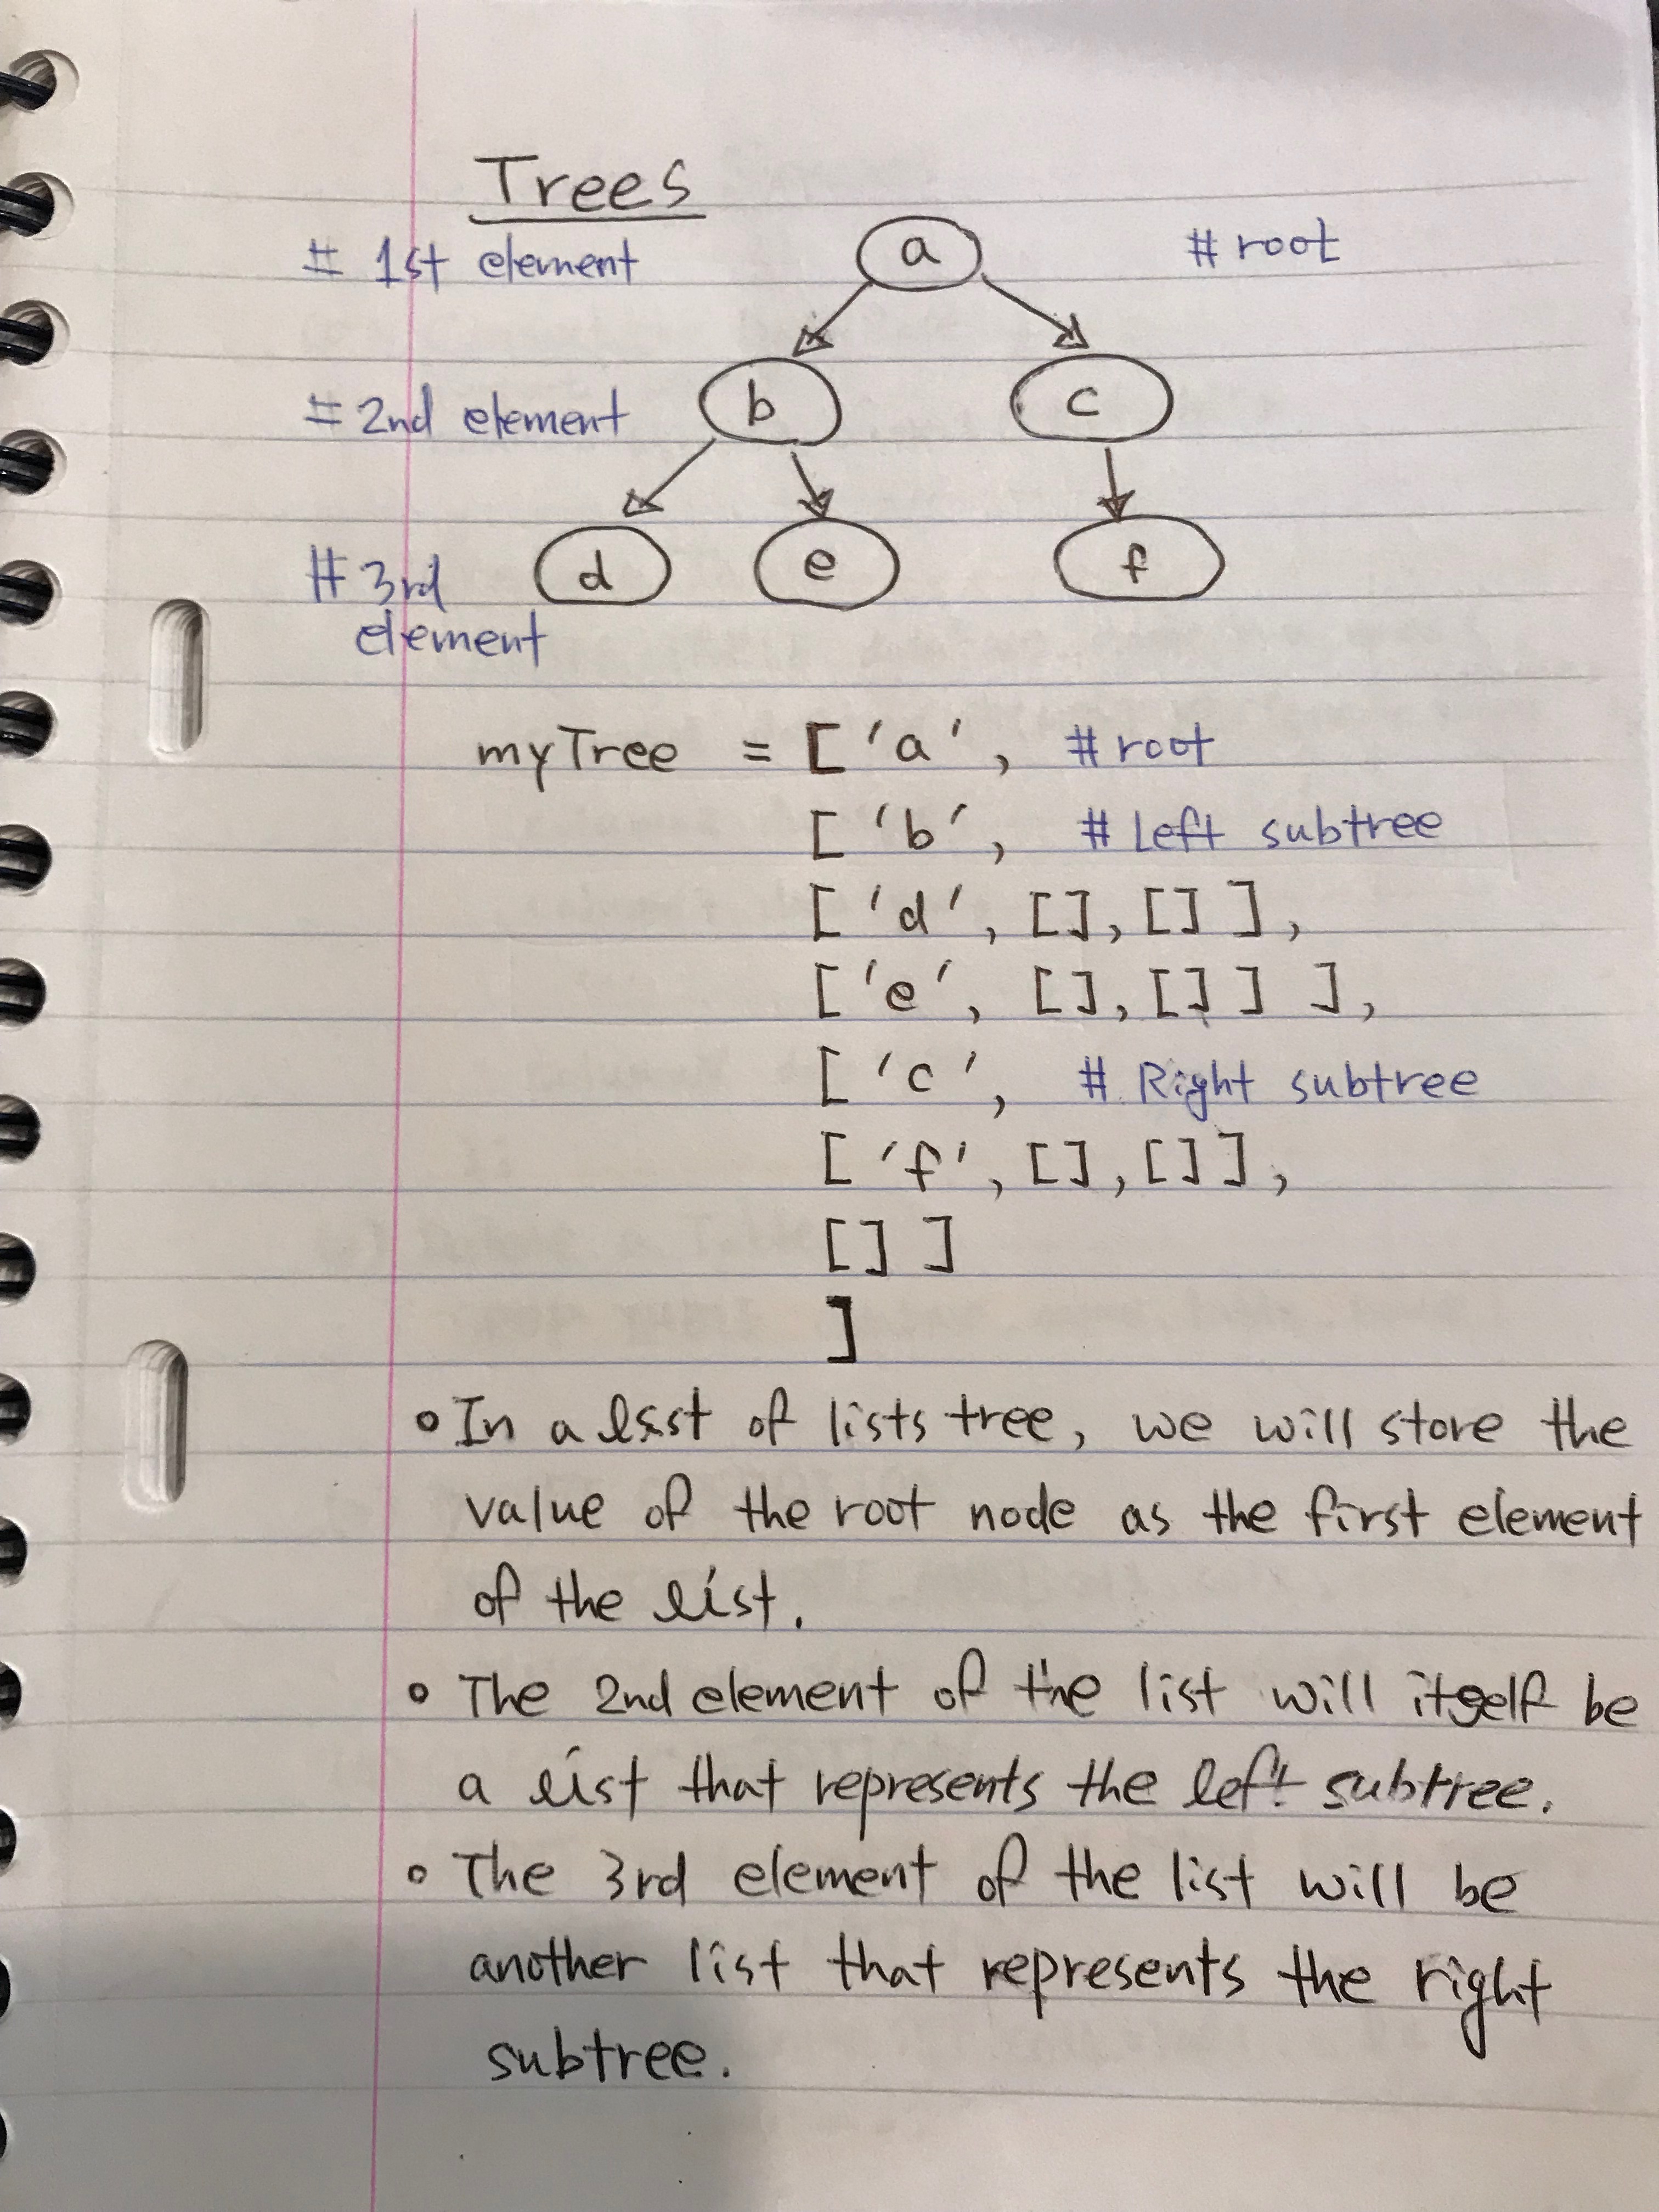 Trees
# 1st element a # root
# 2nd element b c
# 3rd d e f
element
myTree = ['a', # root
['b', # Left subtree
['d', [], [] ],
['e', [], [] ] ],
['c', # Right subtree
['f', [], [] ],
[] ]
]
• In a list of lists tree, we will store the
value of the root node as the first element
of the list.
• The 2nd element of the list will itself be
a list that represents the left subtree.
• The 3rd element of the list will be
another list that represents the right
subtree.